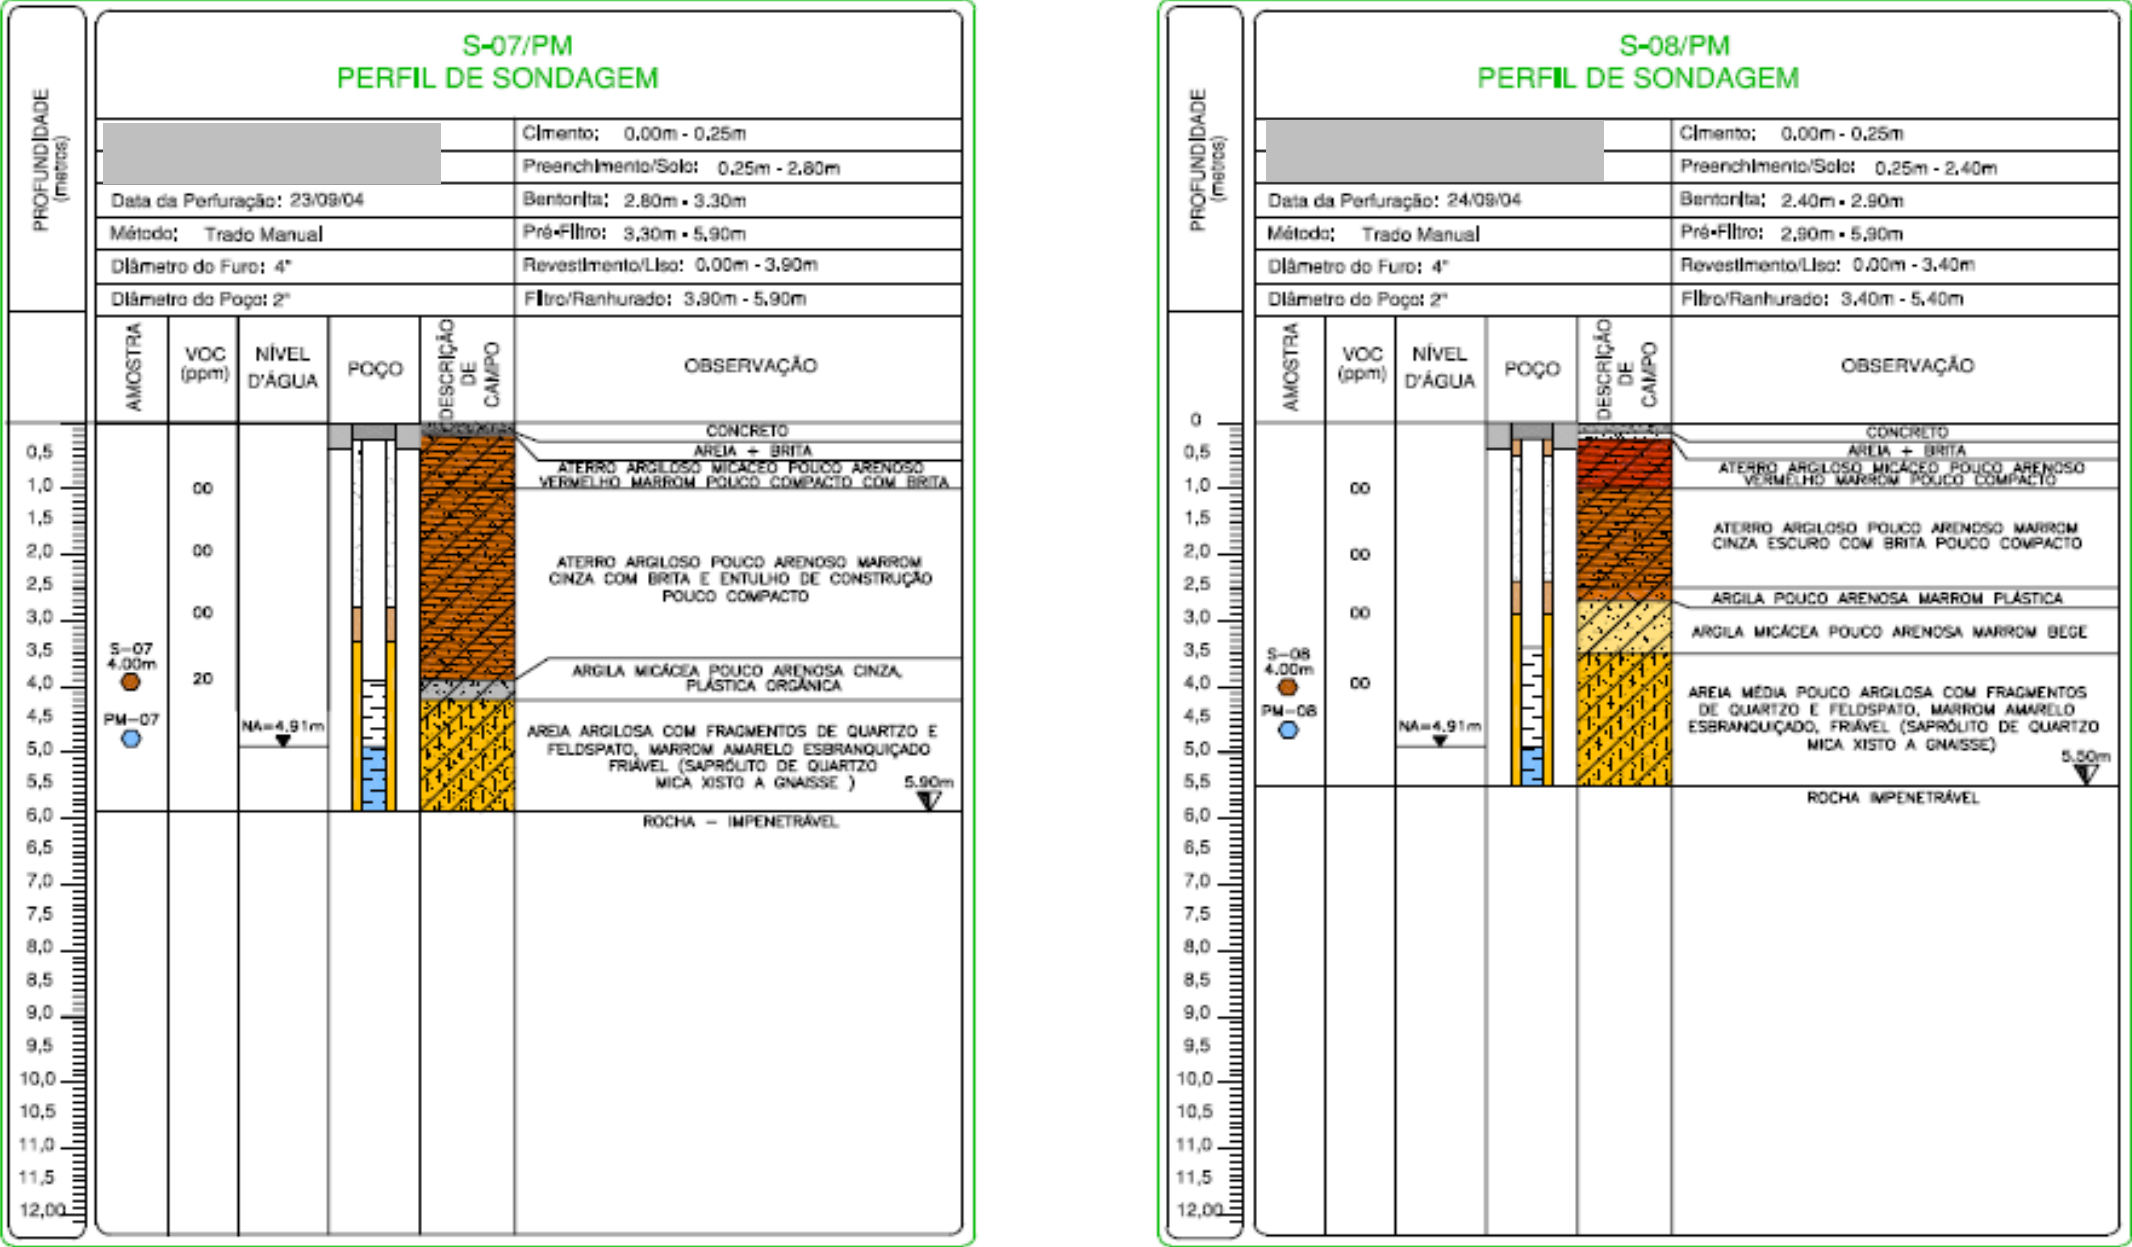 S-07/PM
PERFIL DE SONDAGEM
PROFUNDIDADE
(metros)
Cimento: 0.00m - 0.25m
Preenchimento/Solo: 0.25m - 2.80m
Data da Perfuração: 23/09/04
Bentonita: 2.80m - 3.30m
Método: Trado Manual
Pré-Filtro: 3.30m - 5.90m
Diâmetro do Furo: 4"
Revestimento/Liso: 0.00m - 3.90m
Diâmetro do Poço: 2"
Filtro/Ranhurado: 3.90m - 5.90m
AMOSTRA
VOC
(ppm)
NÍVEL
D'ÁGUA
POÇO
DESCRIÇÃO
DE
CAMPO
OBSERVAÇÃO
0,5
1,0
1,5
2,0
2,5
3,0
3,5
4,0
4,5
5,0
5,5
6,0
6,5
7,0
7,5
8,0
8,5
9,0
9,5
10,0
10,5
11,0
11,5
12,00
S-07
4.00m
PM-07
00
00
00
20
NA=4.91m
CONCRETO
AREIA + BRITA
ATERRO ARGILOSO MICÁCEO POUCO ARENOSO
VERMELHO MARROM POUCO COMPACTO COM BRITA
ATERRO ARGILOSO POUCO ARENOSO MARROM
CINZA COM BRITA E ENTULHO DE CONSTRUÇÃO
POUCO COMPACTO
ARGILA MICÁCEA POUCO ARENOSA CINZA,
PLÁSTICA ORGÂNICA
AREIA ARGILOSA COM FRAGMENTOS DE QUARTZO E
FELDSPATO, MARROM AMARELO ESBRANQUIÇADO
FRIÁVEL (SAPRÓLITO DE QUARTZO
MICA XISTO A GNAISSE )
5.90m
ROCHA - IMPENETRÁVEL
S-08/PM
PERFIL DE SONDAGEM
PROFUNDIDADE
(metros)
Cimento: 0.00m - 0.25m
Preenchimento/Solo: 0.25m - 2.40m
Data da Perfuração: 24/09/04
Bentonita: 2.40m - 2.90m
Método: Trado Manual
Pré-Filtro: 2.90m - 5.90m
Diâmetro do Furo: 4"
Revestimento/Liso: 0.00m - 3.40m
Diâmetro do Poço: 2"
Filtro/Ranhurado: 3.40m - 5.40m
AMOSTRA
VOC
(ppm)
NÍVEL
D'ÁGUA
POÇO
DESCRIÇÃO
DE
CAMPO
OBSERVAÇÃO
0
0,5
1,0
1,5
2,0
2,5
3,0
3,5
4,0
4,5
5,0
5,5
6,0
6,5
7,0
7,5
8,0
8,5
9,0
9,5
10,0
10,5
11,0
11,5
12,00
S-08
4.00m
PM-08
00
00
00
00
NA=4.91m
CONCRETO
AREIA + BRITA
ATERRO ARGILOSO MICÁCEO POUCO ARENOSO
VERMELHO MARROM POUCO COMPACTO
ATERRO ARGILOSO POUCO ARENOSO MARROM
CINZA ESCURO COM BRITA POUCO COMPACTO
ARGILA POUCO ARENOSA MARROM PLÁSTICA
ARGILA MICÁCEA POUCO ARENOSA MARROM BEGE
AREIA MÉDIA POUCO ARGILOSA COM FRAGMENTOS
DE QUARTZO E FELDSPATO, MARROM AMARELO
ESBRANQUIÇADO, FRIÁVEL (SAPRÓLITO DE QUARTZO
MICA XISTO A GNAISSE)
5.50m
ROCHA IMPENETRÁVEL